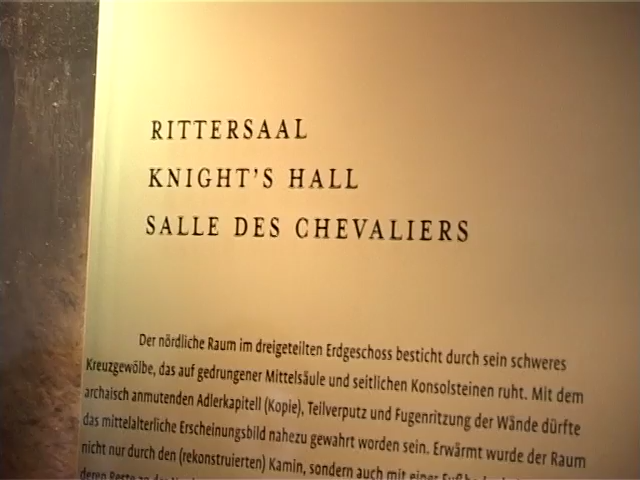 RITTERSAAL
KNIGHT'S HALL
SALLE DES CHEVALIERS
Der nördliche Raum im dreigeteilten Erdgeschoss besticht durch sein schweres
Kreuzgewölbe, das auf gedrungener Mittelsäule und seitlichen Konsolsteinen ruht. Mit dem
archaisch anmutenden Adlerkapitell (Kopie), Teilverputz und Fugenritzung der Wände dürfte
das mittelalterliche Erscheinungsbild nahezu gewahrt worden sein. Erwärmt wurde der Raum
nicht nur durch den (rekonstruierten) Kamin, sondern auch mit einer
deren Reste